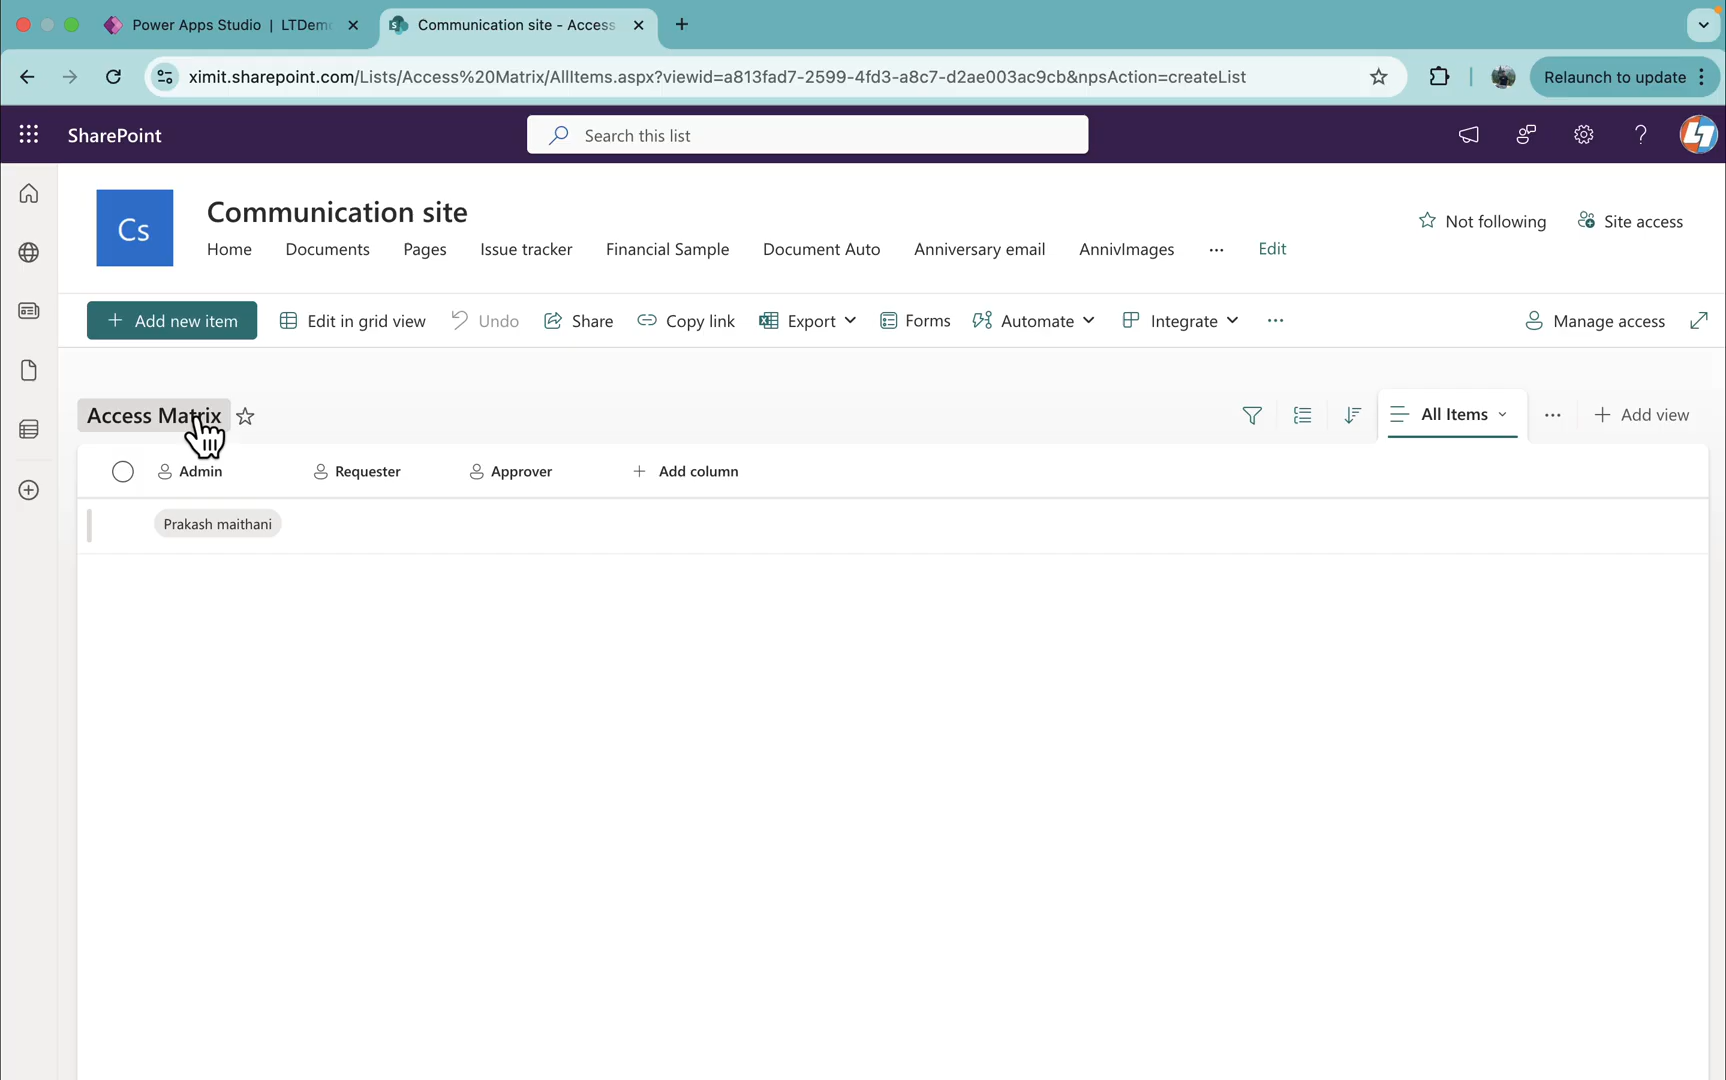 Power Apps Studio | LTDem
Communication site - Access
ximit.sharepoint.com/Lists/Access%20Matrix/AllItems.aspx?viewid=a813fad7-2599-4fd3-a8c7-d2ae003ac9cb&npsAction=createList
Relaunch to update
SharePoint
Search this list
Cs
Communication site
Not following
Site access
Home
Documents
Pages
Issue tracker
Financial Sample
Document Auto
Anniversary email
AnnivImages
Edit
Add new item
Edit in grid view
Undo
Share
Copy link
Export
Forms
Automate
Integrate
Manage access
Access Matrix
All Items
Add view
Admin
Requester
Approver
Add column
Prakash maithani